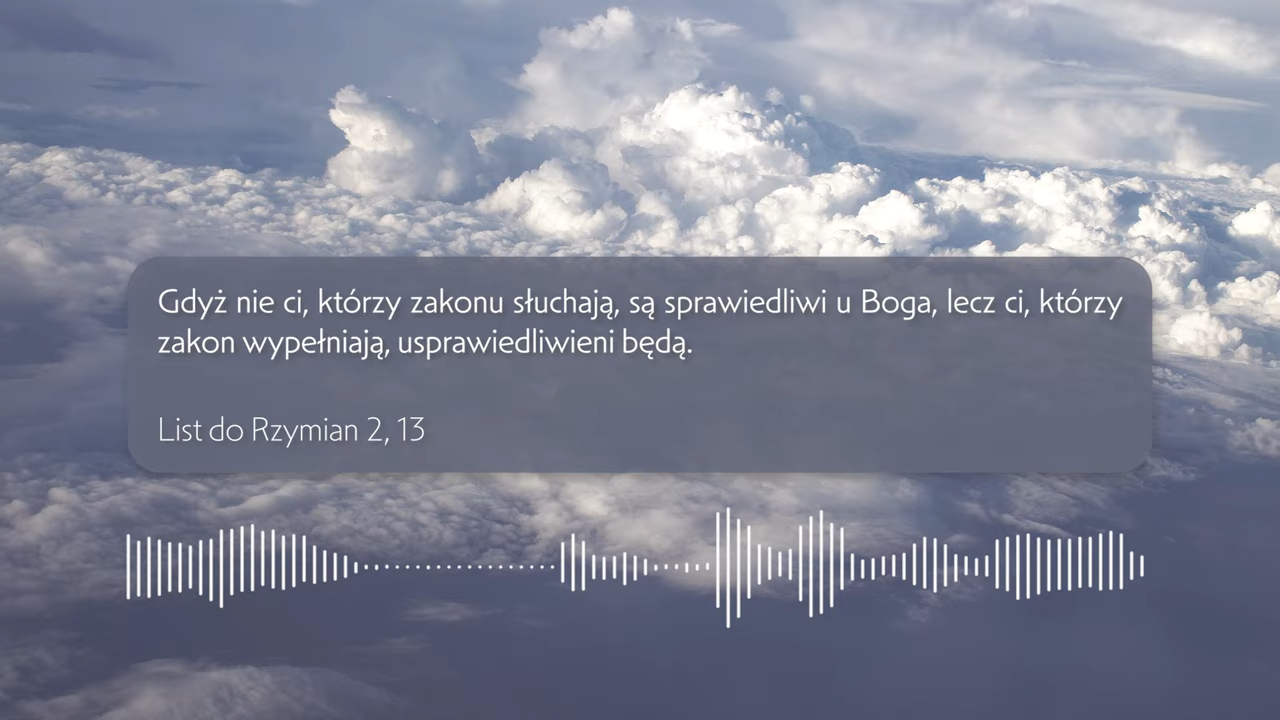 Gdyż nie ci, którzy zakonu słuchają, są sprawiedliwi u Boga, lecz ci, którzy
zakon wypełniają, usprawiedliwieni będą.
List do Rzymian 2, 13